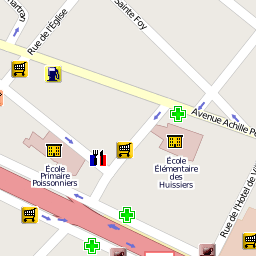 Sainte Foy
Rue de l'Église
Avenue Achille
École
Primaire
Poissonniers
École
Élémentaire
des
Huissiers
Rue de l'Hôtel de